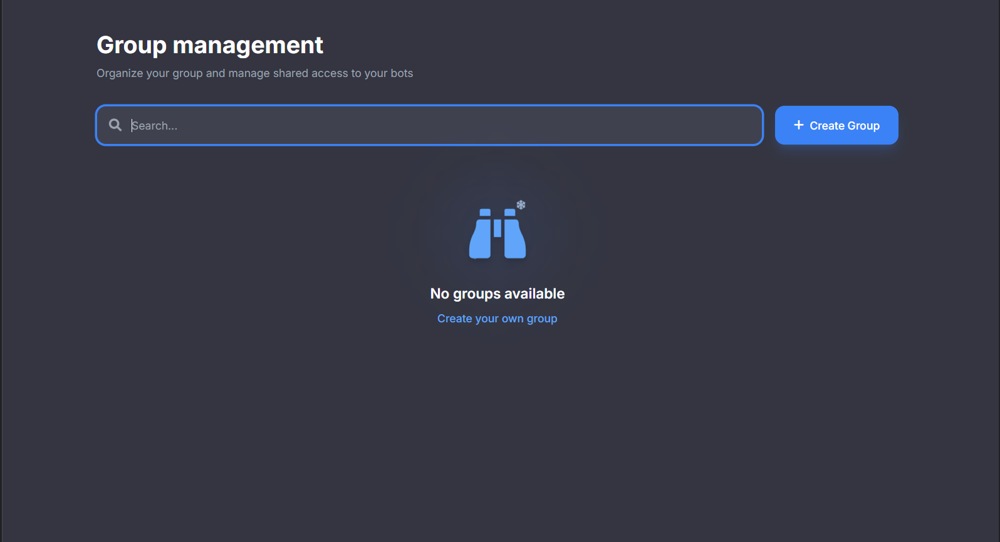 Group management
Organize your group and manage shared access to your bots
Search...
Create Group
No groups available
Create your own group